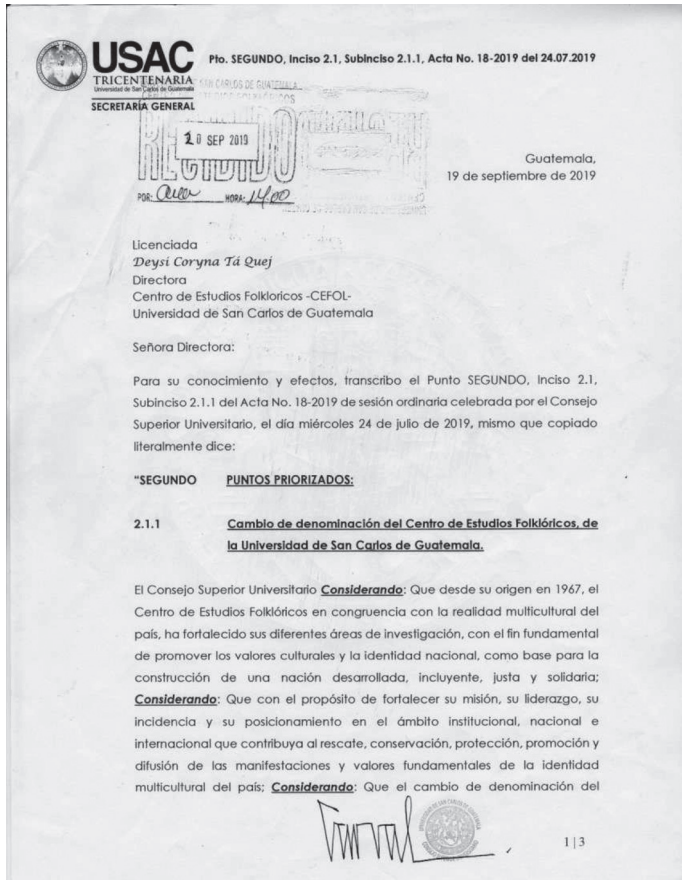 USAC
TRICENTENARIA
Universidad de San Carlos de Guatemala
SECRETARÍA GENERAL
Pto. SEGUNDO, Inciso 2.1, Subinciso 2.1.1, Acta No. 18-2019 del 24.07.2019
SAN CARLOS DE GUATEMALA
RECIBIDO
SEP 2019
POR: HORA: 14:00
Guatemala,
19 de septiembre de 2019
Licenciada
Deysi Coryna Tá Quej
Directora
Centro de Estudios Folkloricos -CEFOL-
Universidad de San Carlos de Guatemala
Señora Directora:
Para su conocimiento y efectos, transcribo el Punto SEGUNDO, Inciso 2.1,
Subinciso 2.1.1 del Acta No. 18-2019 de sesión ordinaria celebrada por el Consejo
Superior Universitario, el día miércoles 24 de julio de 2019, mismo que copiado
literalmente dice:
"SEGUNDO PUNTOS PRIORIZADOS:
2.1.1 Cambio de denominación del Centro de Estudios Folklóricos, de
la Universidad de San Carlos de Guatemala.
El Consejo Superior Universitario Considerando: Que desde su origen en 1967, el
Centro de Estudios Folklóricos en congruencia con la realidad multicultural del
país, ha fortalecido sus diferentes áreas de investigación, con el fin fundamental
de promover los valores culturales y la identidad nacional, como base para la
construcción de una nación desarrollada, incluyente, justa y solidaria;
Considerando: Que con el propósito de fortalecer su misión, su liderazgo, su
incidencia y su posicionamiento en el ámbito institucional, nacional e
internacional que contribuya al rescate, conservación, protección, promoción y
difusión de las manifestaciones y valores fundamentales de la identidad
multicultural del país; Considerando: Que el cambio de denominación del
1|3